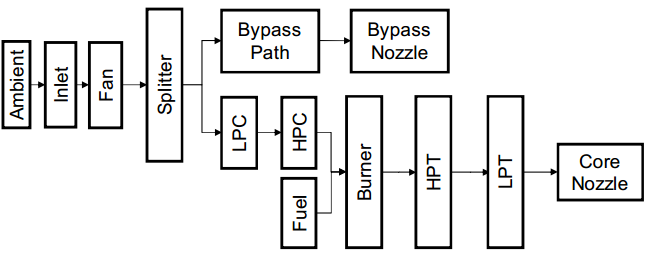 Ambient
Inlet
Fan
Splitter
Bypass
Path
Bypass
Nozzle
LPC
HPC
Fuel
Burner
HPT
LPT
Core
Nozzle